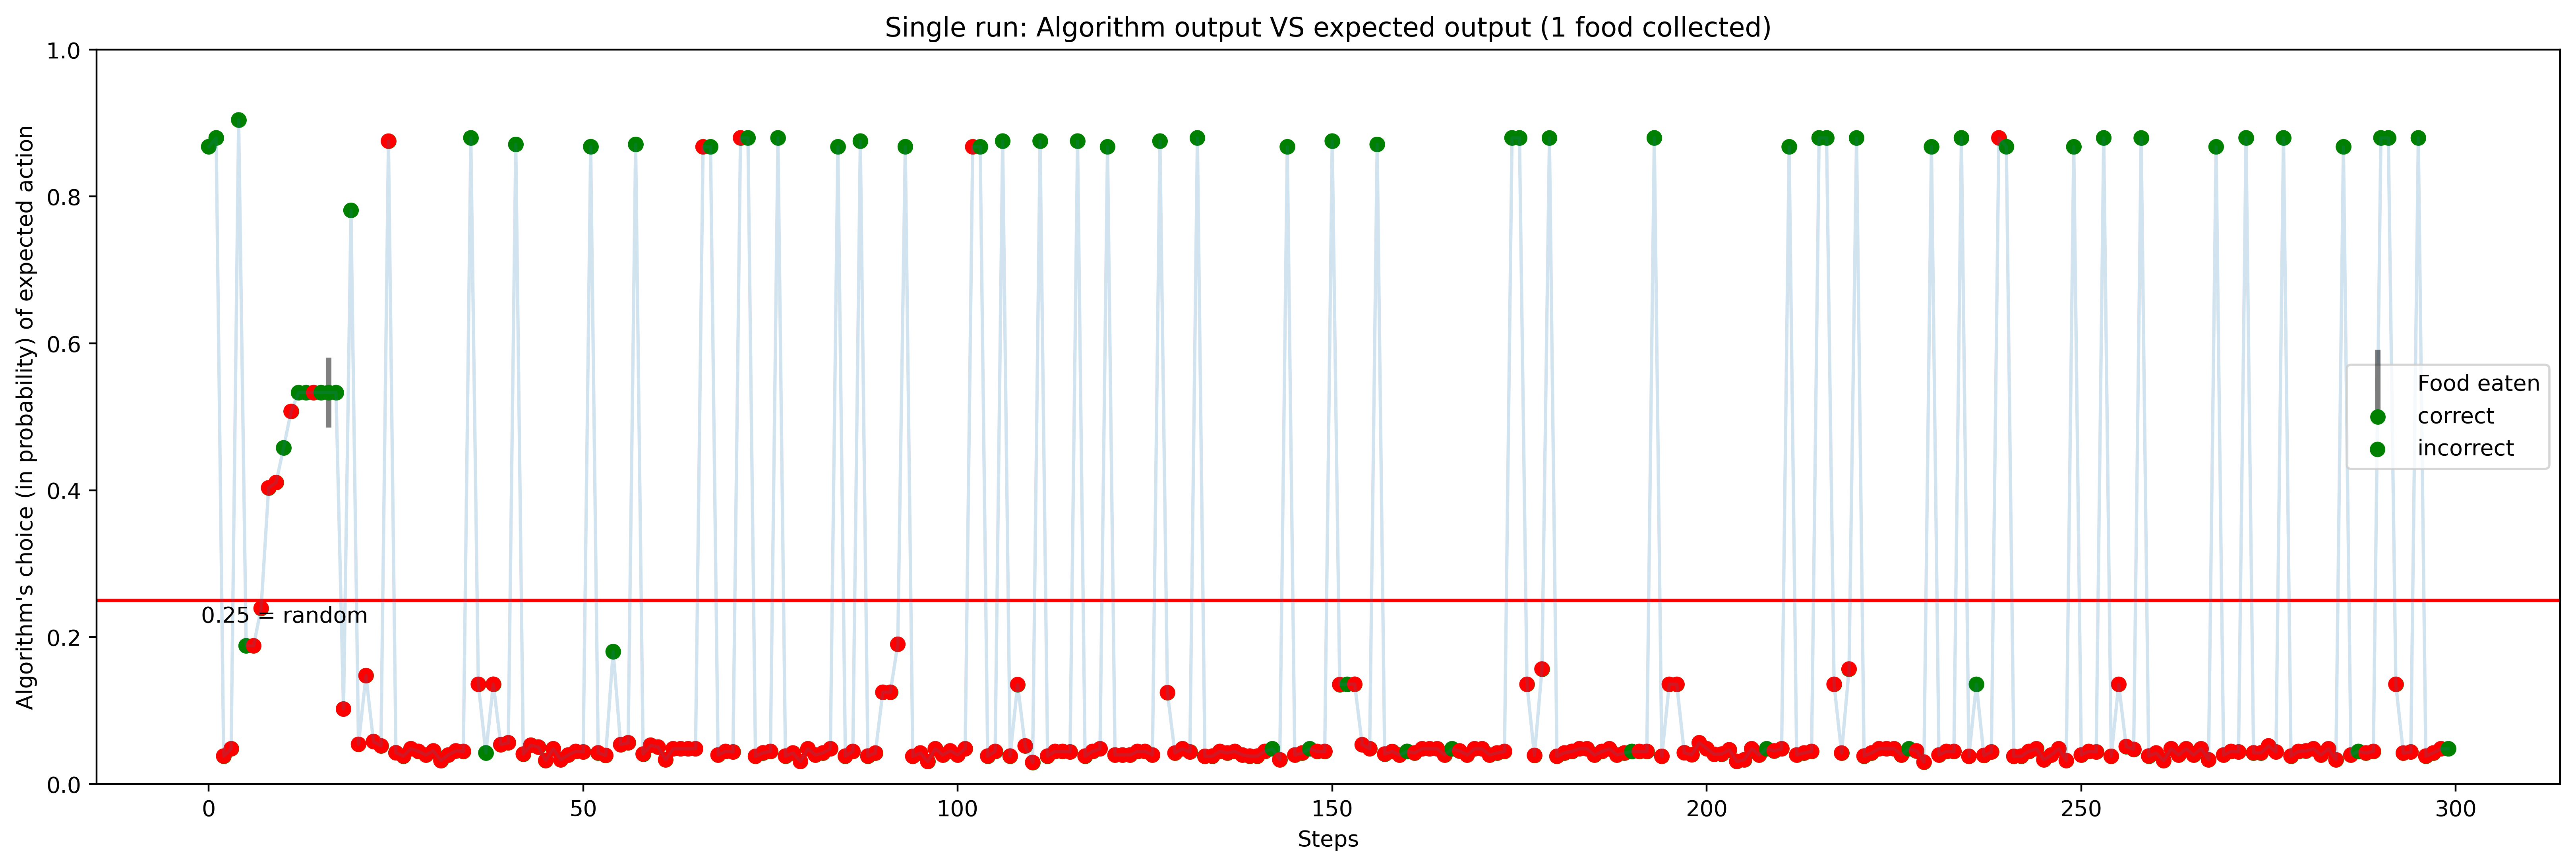 Single run: Algorithm output VS expected output (1 food collected)
Algorithm's choice (in probability) of expected action
1.0
0.8
0.6
0.4
0.2
0.0
0.25 = random
Food eaten
correct
incorrect
0
50
100
150
200
250
300
Steps